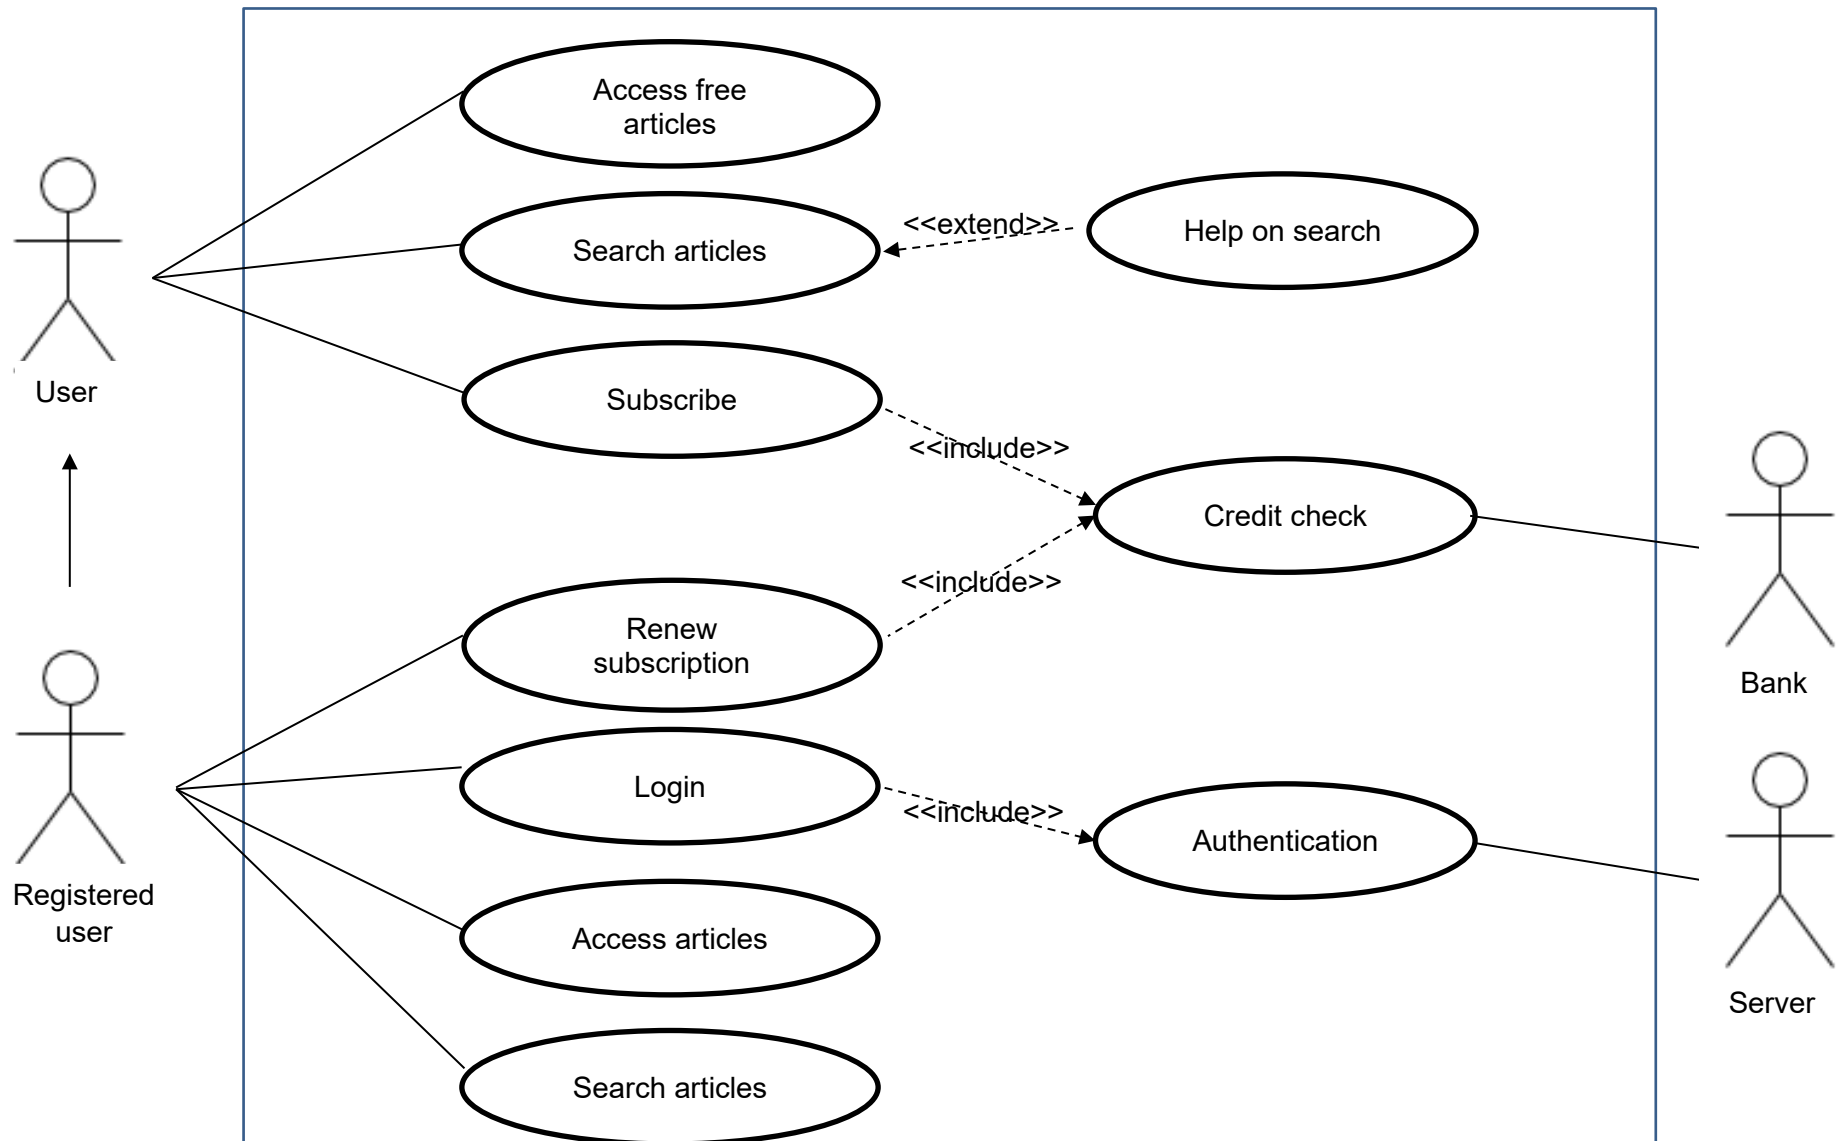 Access free
articles
Search articles
<<extend>>
Help on search
User
Subscribe
<<include>>
Credit check
<<include>>
Renew
subscription
Bank
Login
<<include>>
Authentication
Registered
user
Access articles
Server
Search articles